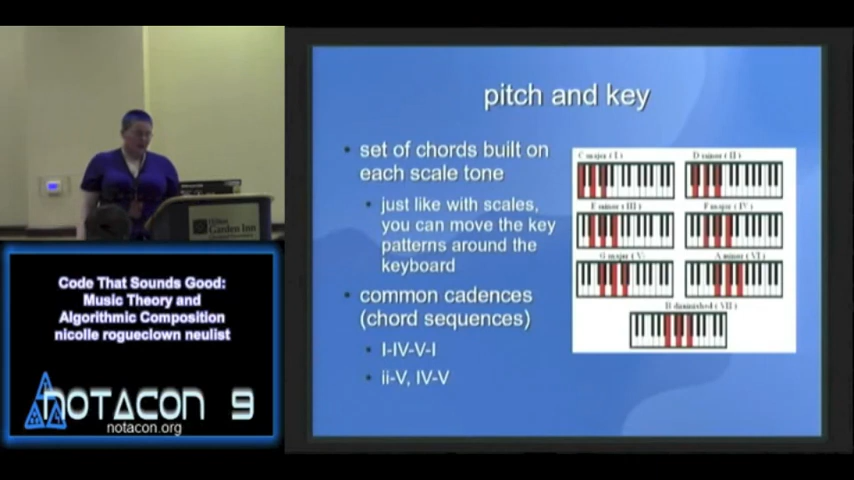 pitch and key
• set of chords built on
each scale tone
• just like with scales,
you can move the key
patterns around the
keyboard
• common cadences
(chord sequences)
• I-IV-V-I
• ii-V, IV-V
C major ( I )
D minor ( II )
E minor ( III )
F major ( IV )
G major ( V )
A minor ( VI )
B diminished ( VII )
Hilton
Garden Inn
Code That Sounds Good:
Music Theory and
Algorithmic Composition
nicolle rogueclown neulist
NOTACON 9
notacon.org